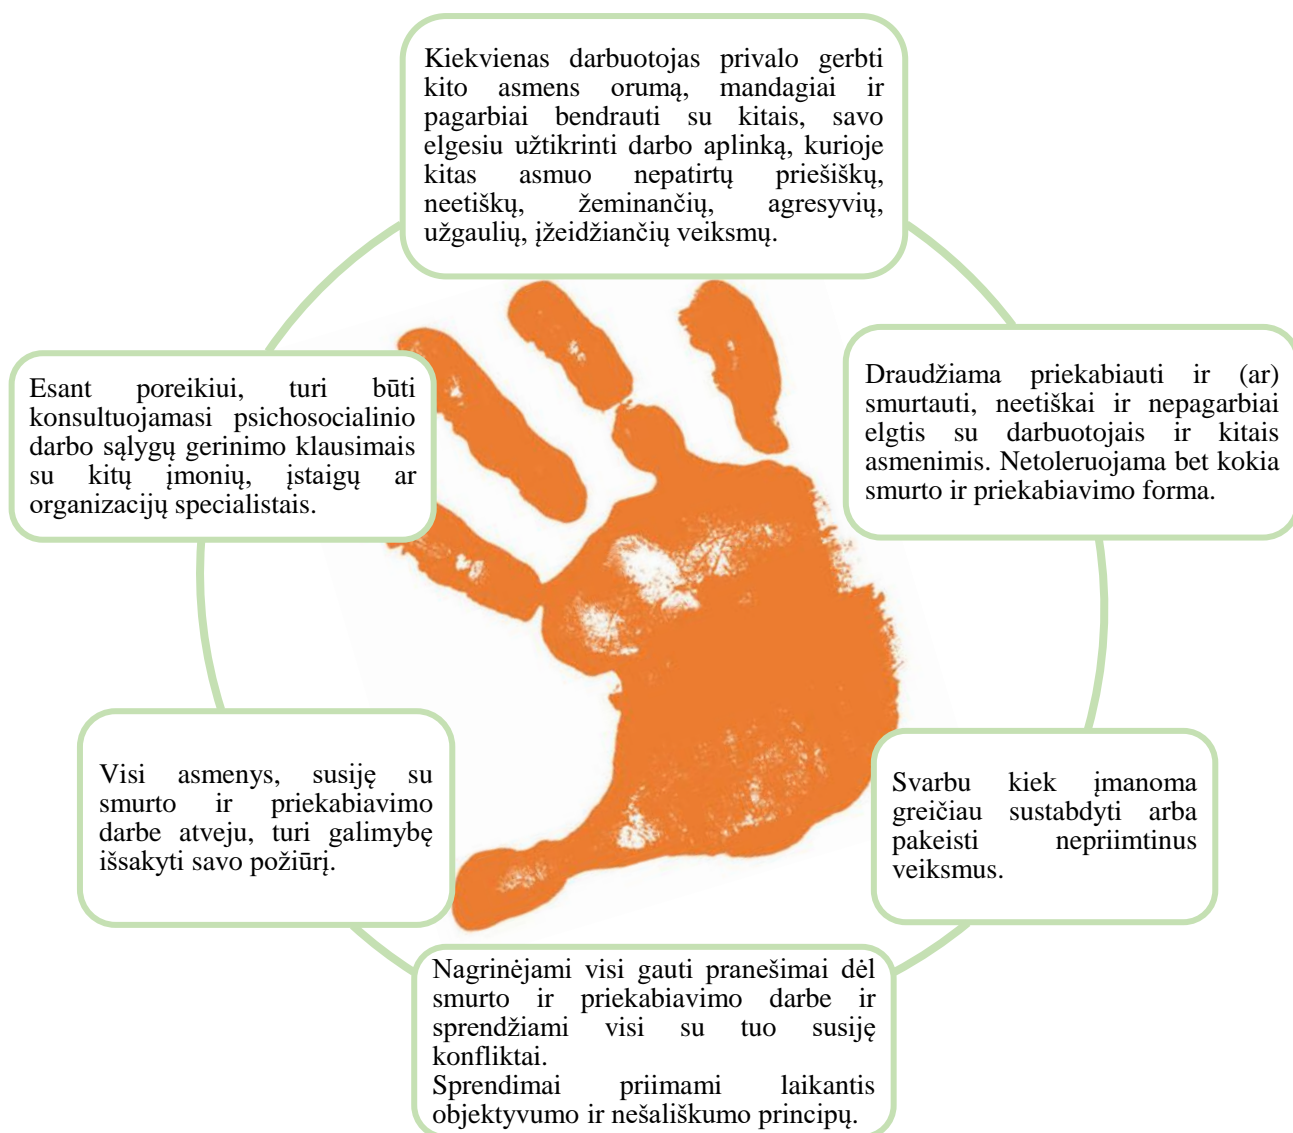 Kiekvienas darbuotojas privalo gerbti
kito asmens orumą, mandagiai ir
pagarbiai bendrauti su kitais, savo
elgesiu užtikrinti darbo aplinką, kurioje
kitas asmuo nepatirtų priešiškų,
neetiškų, žeminančių, agresyvių,
užgaulių, įžeidžiančių veiksmų.
Draudžiama priekabiauti ir (ar)
smurtauti, neetiškai ir nepagarbiai
elgtis su darbuotojais ir kitais
asmenimis. Netoleruojama bet kokia
smurto ir priekabiavimo forma.
Svarbu kiek įmanoma
greičiau sustabdyti arba
pakeisti nepriimtinus
veiksmus.
Nagrinėjami visi gauti pranešimai dėl
smurto ir priekabiavimo darbe ir
sprendžiami visi su tuo susiję
konfliktai.
Sprendimai priimami laikantis
objektyvumo ir nešališkumo principų.
Visi asmenys, susiję su
smurto ir priekabiavimo
darbe atveju, turi galimybę
išsakyti savo požiūrį.
Esant poreikiui, turi būti
konsultuojamasi psichosocialinio
darbo sąlygų gerinimo klausimais
su kitų įmonių, įstaigų ar
organizacijų specialistais.